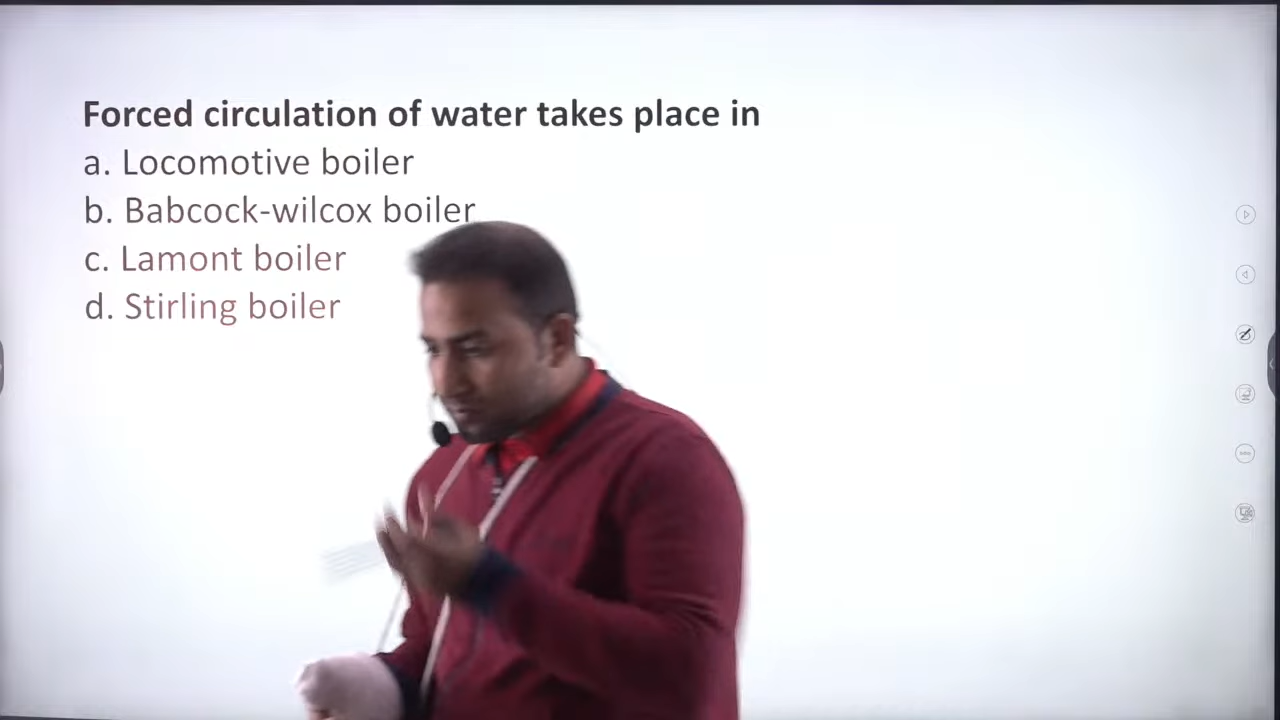 Forced circulation of water takes place in
a. Locomotive boiler
b. Babcock-wilcox boiler
c. Lamont boiler
d. Stirling boiler